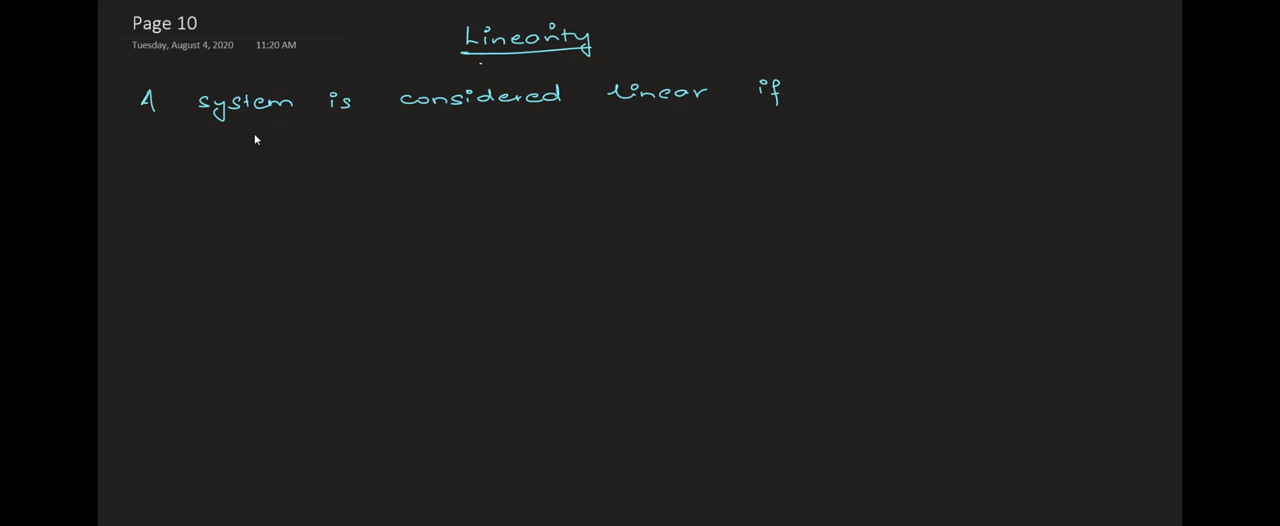 Page 10
Tuesday, August 4, 2020 11:20 AM
Linearity
A system is considered linear if